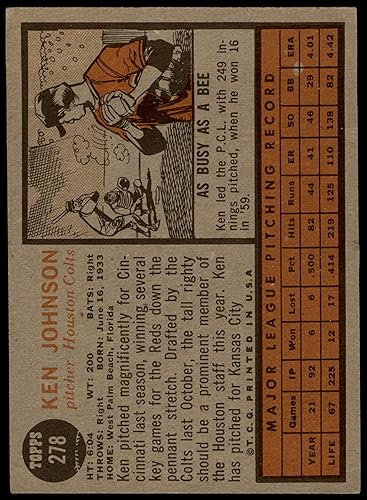 TOPPS
278
KEN JOHNSON
pitcher Houston Colts
HT: 6:04 WT: 200 BATS: Right
THROWS: Right BORN: June 16, 1933
HOME: West Palm Beach, Florida
Ken pitched magnificently for Cin-
cinnati last season, winning several
key games for the Reds down the
pennant stretch. Drafted by the
Colts last October, the tall righty
should be a prominent member of
the Houston staff this year. Ken
has pitched for Kansas City
© T.C.G. PRINTED IN U.S.A.
AS BUSY AS A BEE
Ken led the P.C.L. with 249 In-
nings pitched, when he won 16
in '59.
MAJOR LEAGUE PITCHING RECORD
Games IP Won Lost Pct Hits Runs ER SO BB ERA
YEAR 21 92 6 6 .500 82 44 41 46 29 4.01
LIFE 67 225 12 17 .414 219 125 110 138 82 4.42